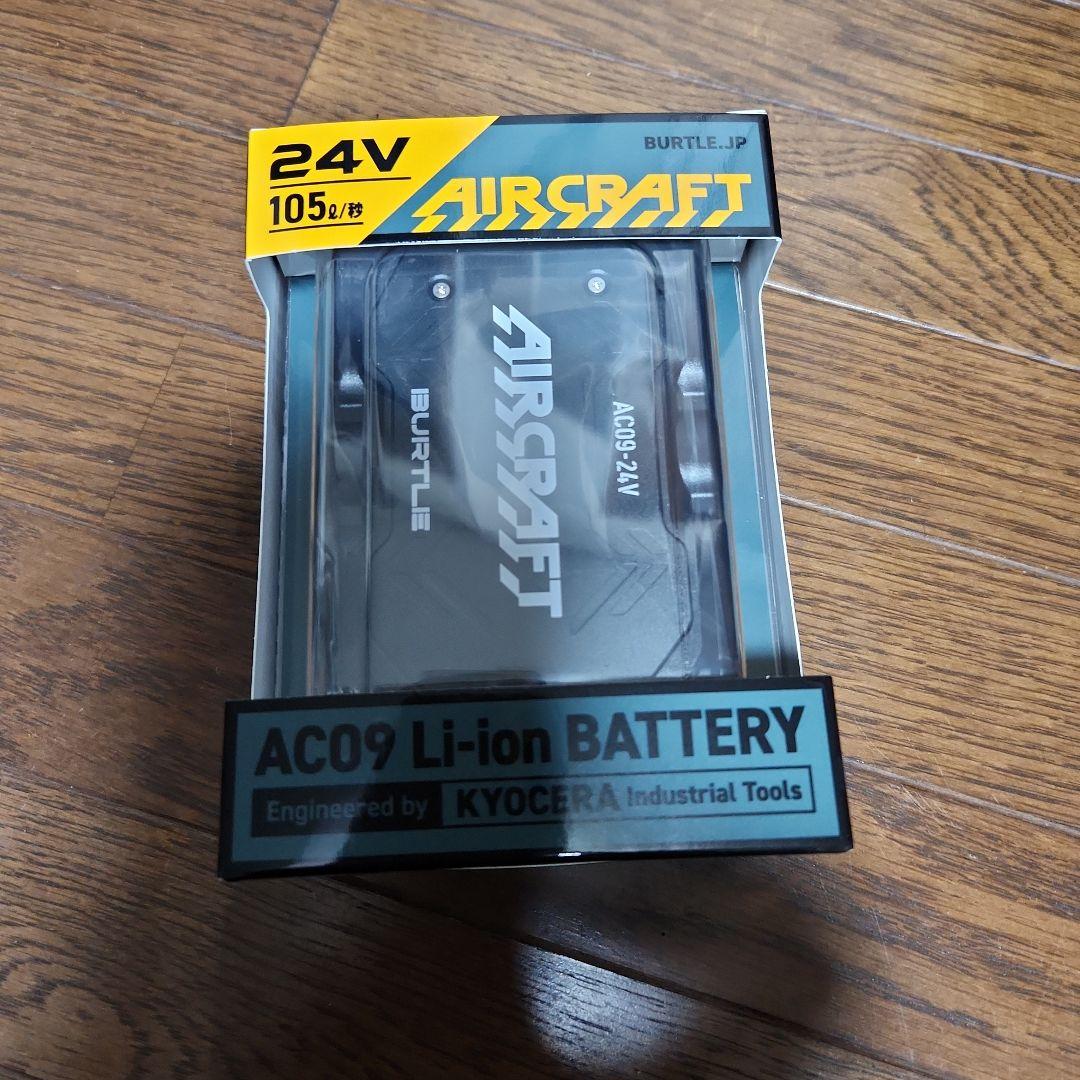 24V
105ℓ/秒
BURTLE.JP
AIRCRAFT
AC09-24V
AIRCRAFT
BURTLE
AC09 Li-ion BATTERY
Engineered by KYOCERA Industrial Tools